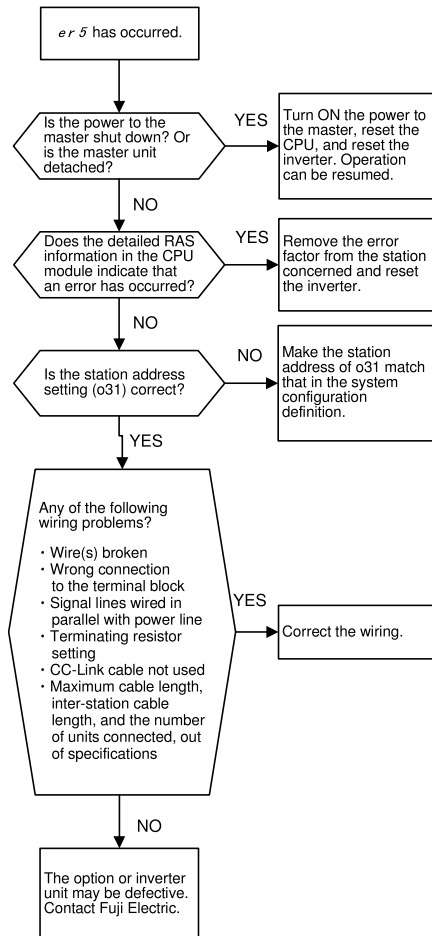 er5 has occurred.
Is the power to the
master shut down? Or
is the master unit
detached?
YES
Turn ON the power to
the master, reset the
CPU, and reset the
inverter. Operation
can be resumed.
NO
Does the detailed RAS
information in the CPU
module indicate that
an error has occurred?
YES
Remove the error
factor from the station
concerned and reset
the inverter.
NO
Is the station address
setting (o31) correct?
NO
Make the station
address of o31 match
that in the system
configuration
definition.
YES
Any of the following
wiring problems?
・Wire(s) broken
・Wrong connection
to the terminal block
・Signal lines wired in
parallel with power line
・Terminating resistor
setting
・CC-Link cable not used
・Maximum cable length,
inter-station cable
length, and the number
of units connected, out
of specifications
YES
Correct the wiring.
NO
The option or inverter
unit may be defective.
Contact Fuji Electric.